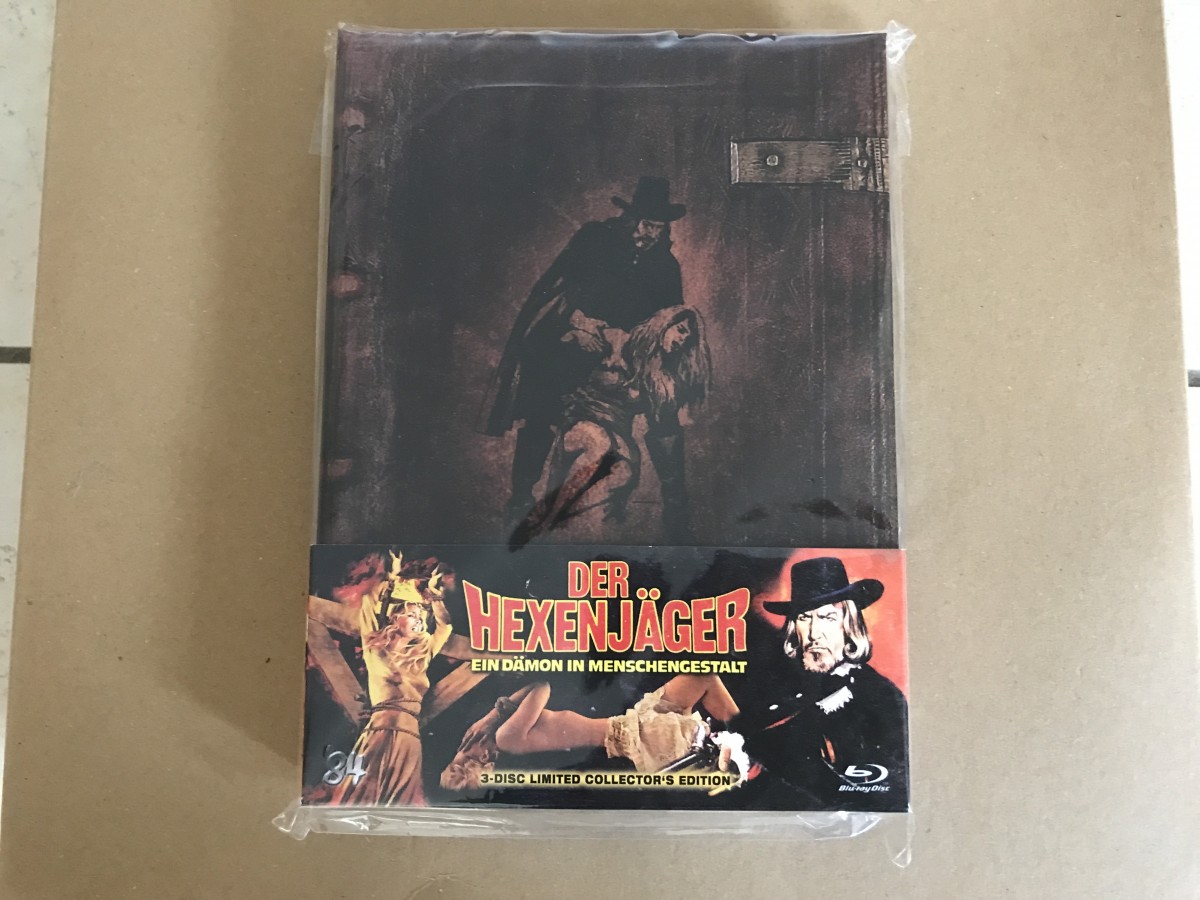 DER
HEXENJÄGER
EIN DÄMON IN MENSCHENGESTALT
84
3-DISC LIMITED COLLECTOR'S EDITION
Blu-ray Disc